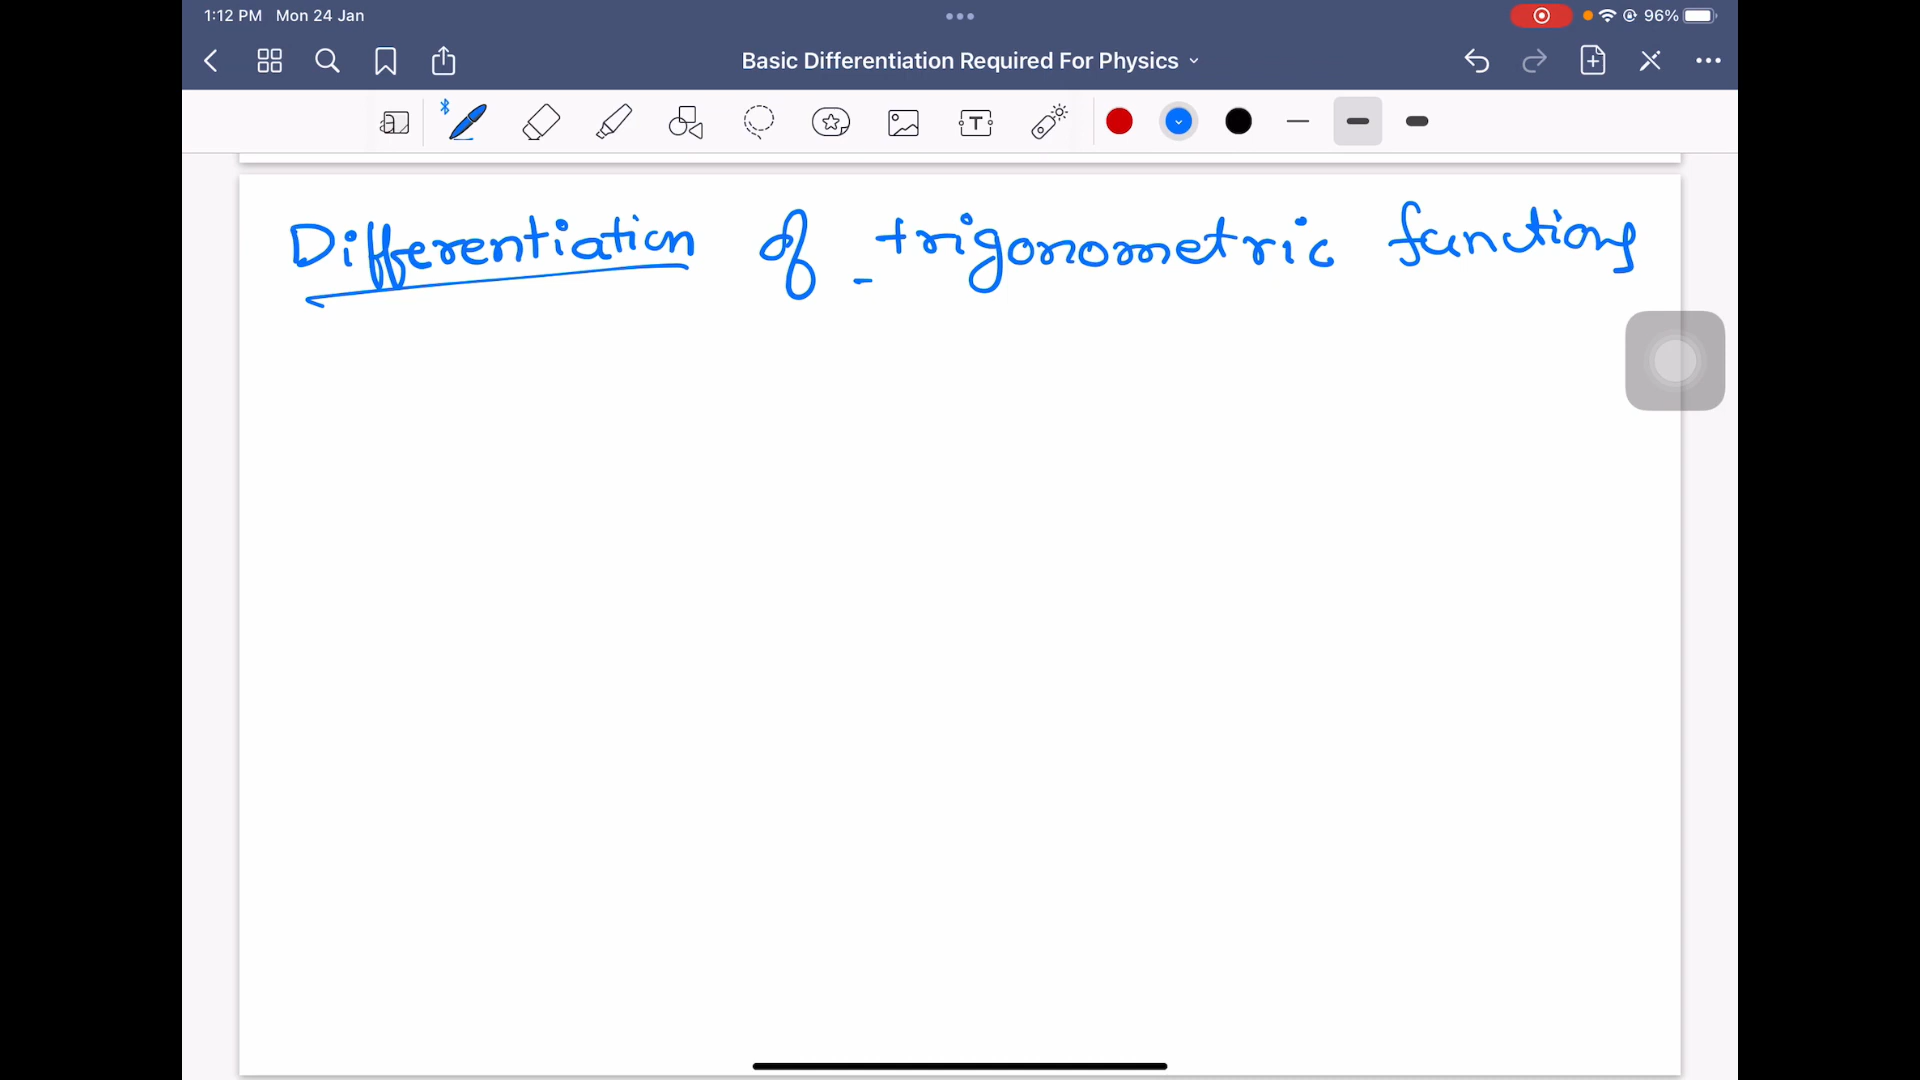 1:12 PM Mon 24 Jan 96%
Basic Differentiation Required For Physics
Differentiation of trigonometric functions